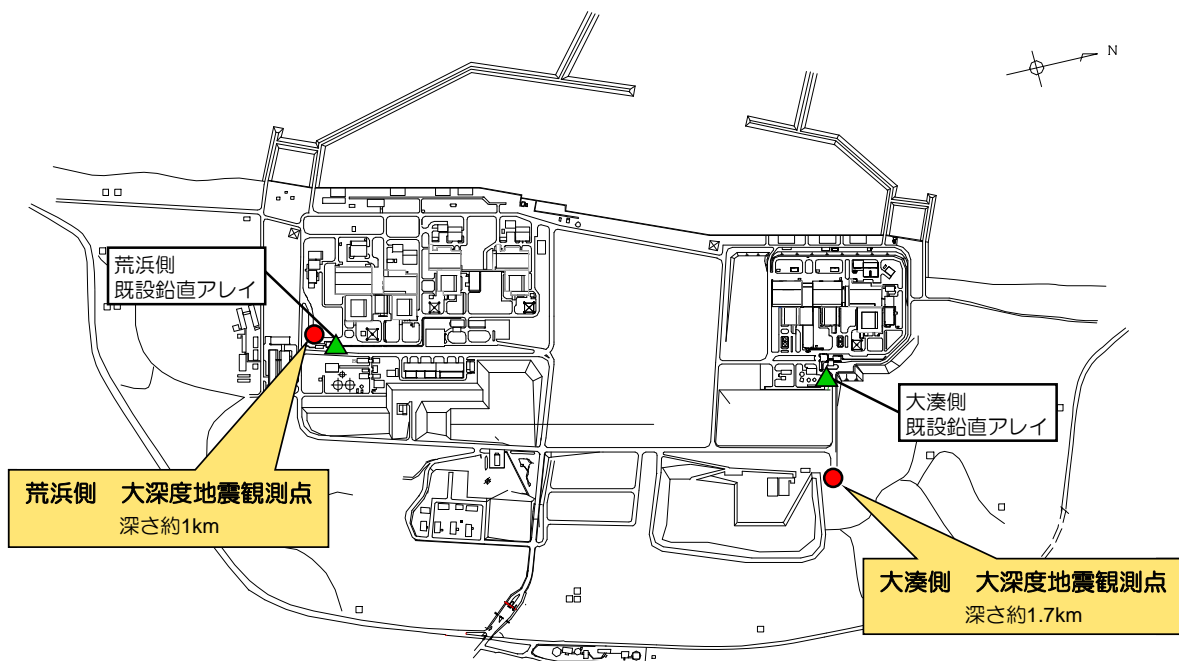 N
荒浜側
既設鉛直アレイ
大湊側
既設鉛直アレイ
荒浜側　大深度地震観測点
深さ約1km
大湊側　大深度地震観測点
深さ約1.7km